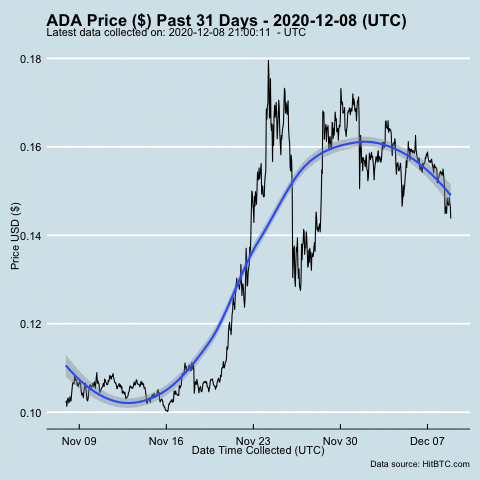 ADA Price ($) Past 31 Days - 2020-12-08 (UTC)
Latest data collected on: 2020-12-08 21:00:11 - UTC
0.18
0.16
0.14
0.12
0.10
Price USD ($)
Nov 09
Nov 16
Nov 23
Nov 30
Dec 07
Date Time Collected (UTC)
Data source: HitBTC.com